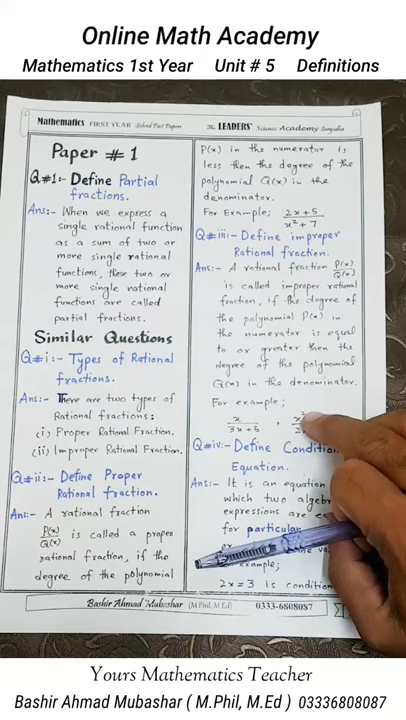 Online Math Academy
Mathematics 1st Year Unit # 5 Definitions
Mathematics FIRST YEAR Solved Past Papers
The LEADERS' Science Academy Sargodha
Paper # 1
Q#1:- Define Partial
fractions.
Ans:- When we express a
single rational function
as a sum of two or
more single rational
functions, these two or
more single rational
functions are called
partial fractions.
Similar Questions
Q#i:- Types of Rational
fractions.
Ans:- There are two types of
Rational fractions:
(i) Proper Rational Fraction.
(ii) Improper Rational Fraction.
Q#ii:- Define Proper
Rational fraction.
Ans:- A rational fraction
P(x)/Q(x) is called a proper
rational fraction, if the
degree of the polynomial
P(x) in the numerator is
less then the degree of the
polynomial Q(x) in the
denominator.
For Example; 2x+5/x²+7
Q#iii:- Define improper
Rational fraction.
Ans:- A rational fraction P(x)/Q(x)
is called improper rational
fraction, if the degree of
the polynomial P(x) in
the numerator is equal
to or greater then the
degree of the polynomial
Q(x) in the denominator.
For example;
x/3x+5 ,
Q#iv:- Define Condition
Equation.
Ans:- It is an equation
which two algeb
expressions are e
for particular
example;
2x=3 is condition
Bashir Ahmad Mubashar (M.Phil, M.Ed) 0333-6808087
Yours Mathematics Teacher
Bashir Ahmad Mubashar ( M.Phil, M.Ed ) 03336808087